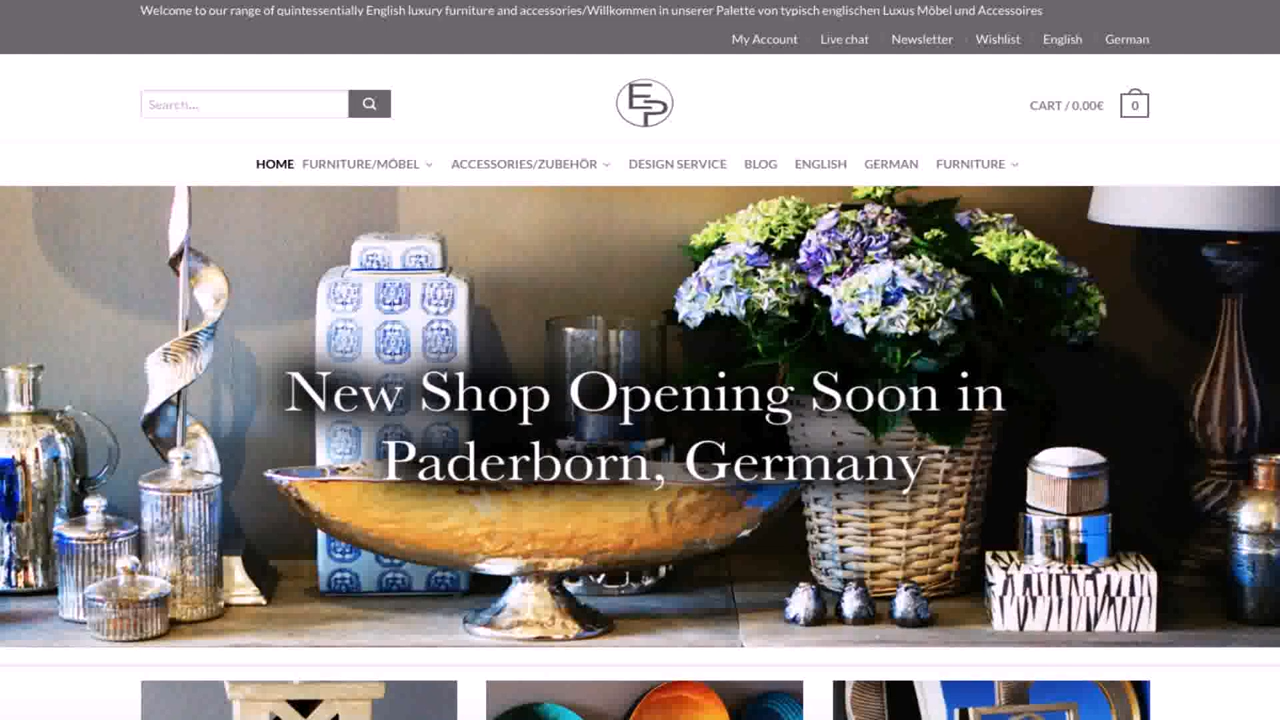 Welcome to our range of quintessentially English luxury furniture and accessories/Willkommen in unserer Palette von typisch englischen Luxus Möbel und Accessoires
My Account Live chat Newsletter Wishlist English German
Search...
EP
CART / 0,00€ 0
HOME FURNITURE/MÖBEL ACCESSORIES/ZUBEHÖR DESIGN SERVICE BLOG ENGLISH GERMAN FURNITURE
New Shop Opening Soon in
Paderborn, Germany